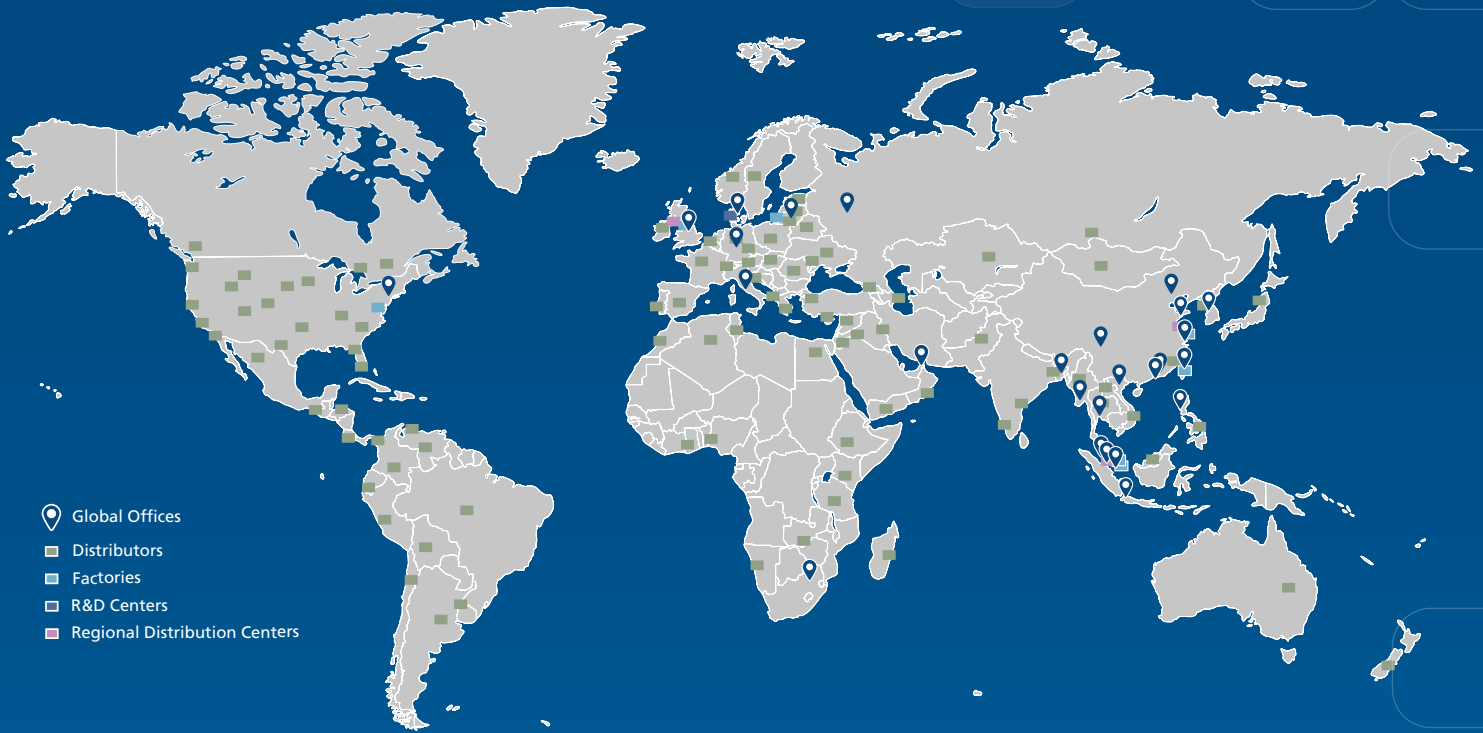 Global Offices
Distributors
Factories
R&D Centers
Regional Distribution Centers